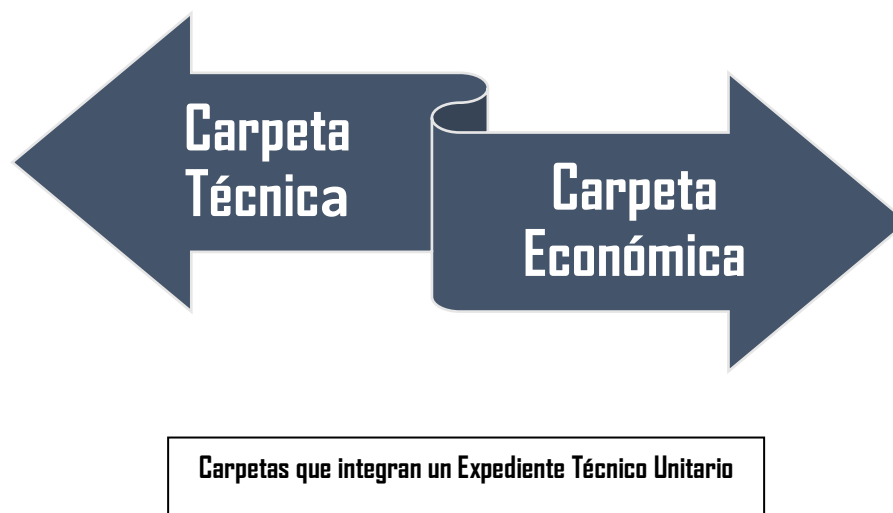 Carpeta
Técnica
Carpeta
Económica
Carpetas que integran un Expediente Técnico Unitario